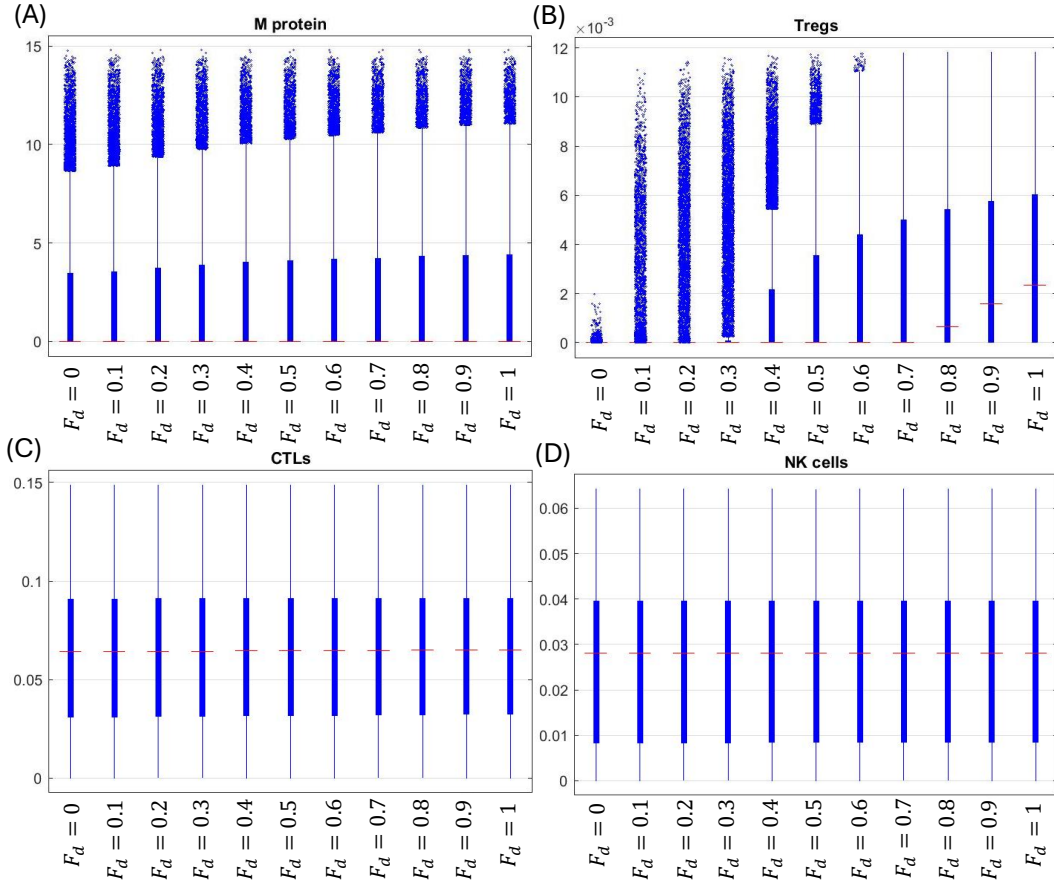 (A)
M protein
15
10
5
0
F_d = 0
F_d = 0.1
F_d = 0.2
F_d = 0.3
F_d = 0.4
F_d = 0.5
F_d = 0.6
F_d = 0.7
F_d = 0.8
F_d = 0.9
F_d = 1
(B)
Tregs
×10⁻³
12
10
8
6
4
2
0
F_d = 0
F_d = 0.1
F_d = 0.2
F_d = 0.3
F_d = 0.4
F_d = 0.5
F_d = 0.6
F_d = 0.7
F_d = 0.8
F_d = 0.9
F_d = 1
(C)
CTLs
0.15
0.1
0.05
0
F_d = 0
F_d = 0.1
F_d = 0.2
F_d = 0.3
F_d = 0.4
F_d = 0.5
F_d = 0.6
F_d = 0.7
F_d = 0.8
F_d = 0.9
F_d = 1
(D)
NK cells
0.06
0.05
0.04
0.03
0.02
0.01
0
F_d = 0
F_d = 0.1
F_d = 0.2
F_d = 0.3
F_d = 0.4
F_d = 0.5
F_d = 0.6
F_d = 0.7
F_d = 0.8
F_d = 0.9
F_d = 1